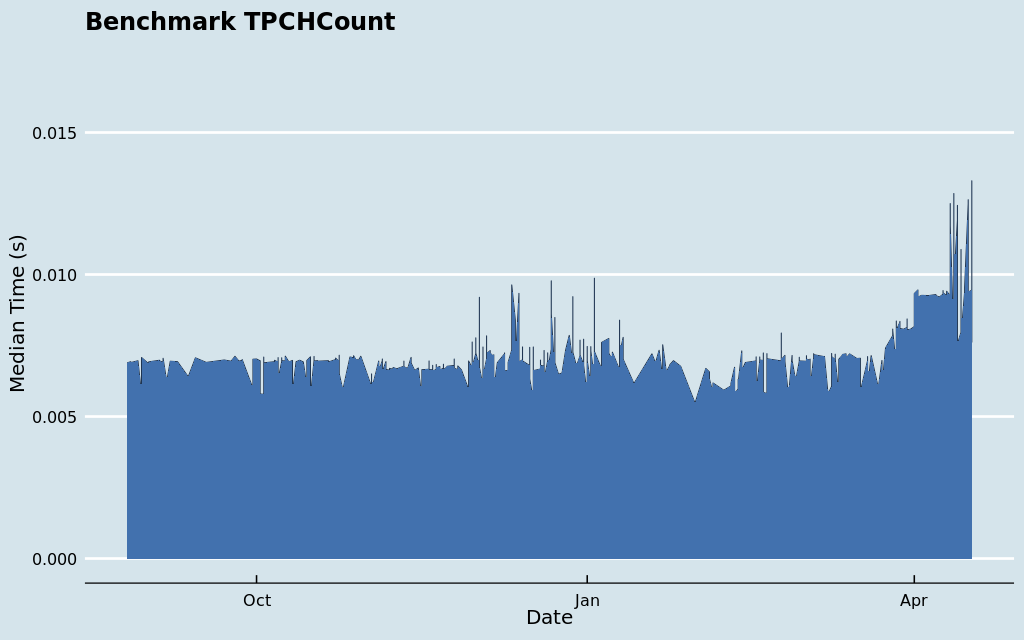 Benchmark TPCHCount
Median Time (s)
0.015
0.010
0.005
0.000
Oct
Jan
Apr
Date